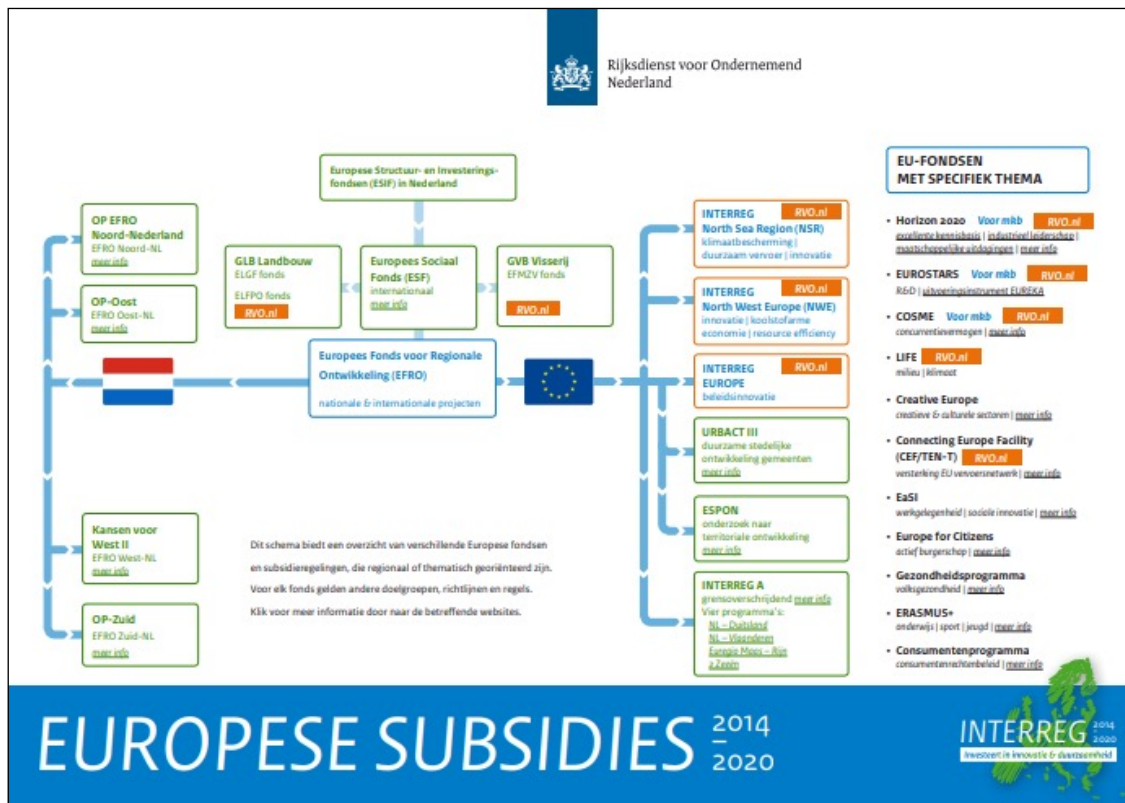 Rijksdienst voor Ondernemend
Nederland
Europese Structuur- en Investerings-
fondsen (ESIF) in Nederland
OP EFRO
Noord-Nederland
EFRO Noord-NL
meer info
OP-Oost
EFRO Oost-NL
meer info
GLB Landbouw
ELGF fonds
ELFPO fonds
RVO.nl
Europees Sociaal
Fonds (ESF)
internationaal
meer info
GVB Visserij
EFMZV fonds
RVO.nl
Europees Fonds voor Regionale
Ontwikkeling (EFRO)
nationale & internationale projecten
Kansen voor
West II
EFRO West-NL
meer info
OP-Zuid
EFRO Zuid-NL
meer info
Dit schema biedt een overzicht van verschillende Europese fondsen
en subsidieregelingen, die regionaal of thematisch georiënteerd zijn.
Voor elk fonds gelden andere doelgroepen, richtlijnen en regels.
Klik voor meer informatie door naar de betreffende websites.
INTERREG RVO.nl
North Sea Region (NSR)
klimaatbescherming |
duurzaam vervoer | innovatie
INTERREG RVO.nl
North West Europe (NWE)
innovatie | koolstofarme
economie | resource efficiency
INTERREG RVO.nl
EUROPE
beleidsinnovatie
URBACT III
duurzame stedelijke
ontwikkeling gemeenten
meer info
ESPON
onderzoek naar
territoriale ontwikkeling
meer info
INTERREG A
grensoverschrijdend meer info
Vier programma's:
NL – Duitsland
NL – Vlaanderen
Euregio Maas – Rijn
2 Zeeën
EU-FONDSEN
MET SPECIFIEK THEMA
• Horizon 2020 Voor mkb RVO.nl
excellente kennisbasis | industrieel leiderschap |
maatschappelijke uitdagingen | meer info
• EUROSTARS Voor mkb RVO.nl
R&D | uitvoeringsinstrument EUREKA
• COSME Voor mkb RVO.nl
concurrentievermogen | meer info
• LIFE RVO.nl
milieu | klimaat
• Creative Europe
creatieve & culturele sectoren | meer info
• Connecting Europe Facility
(CEF/TEN-T) RVO.nl
versterking EU vervoersnetwerk | meer info
• EaSI
werkgelegenheid | sociale innovatie | meer info
• Europe for Citizens
actief burgerschap | meer info
• Gezondheidsprogramma
volksgezondheid | meer info
• ERASMUS+
onderwijs | sport | jeugd | meer info
• Consumentenprogramma
consumentenrechtenbeleid | meer info
EUROPESE SUBSIDIES 2014 – 2020
INTERREG 2014 – 2020
Investeert in innovatie & duurzaamheid